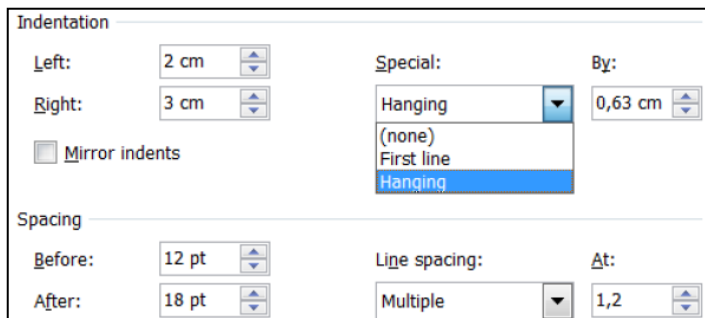 Indentation
Left: 2 cm Special: By:
Right: 3 cm Hanging 0,63 cm
(none)
Mirror indents First line
Hanging
Spacing
Before: 12 pt Line spacing: At:
After: 18 pt Multiple 1,2